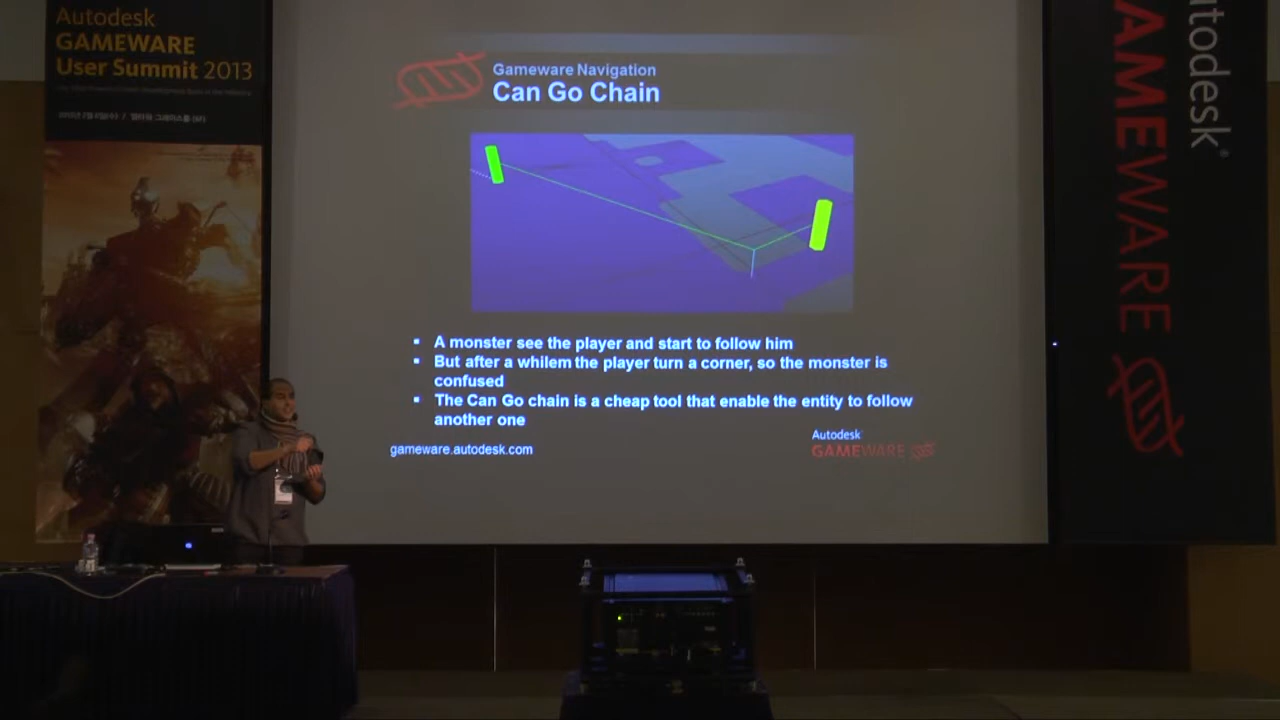 Autodesk
GAMEWARE
User Summit 2013
Gameware Navigation
Can Go Chain
A monster see the player and start to follow him
But after a whilem the player turn a corner, so the monster is
confused
The Can Go chain is a cheap tool that enable the entity to follow
another one
gameware.autodesk.com
Autodesk
GAMEWARE
utodesk®
AMEWARE